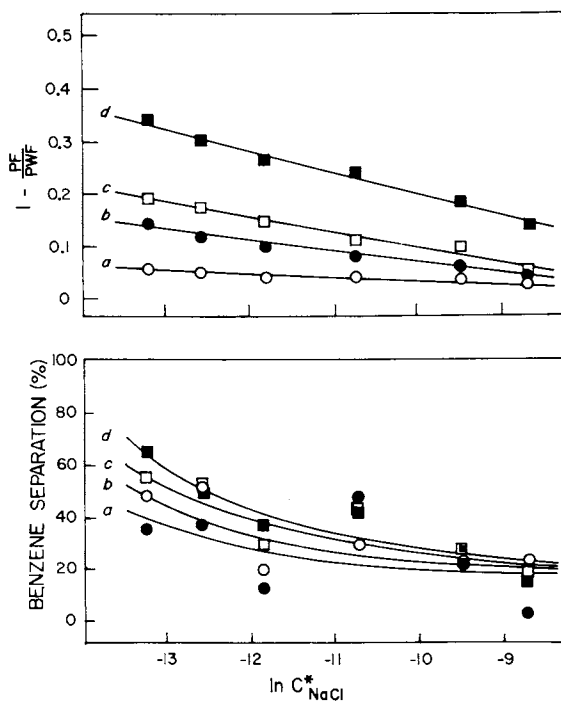 0.5
0.4
0.3
0.2
0.1
0
1 - PF/PWF
d
c
b
a
100
80
60
40
20
0
BENZENE SEPARATION (%)
d
c
b
a
-13
-12
-11
-10
-9
ln C*NaCl